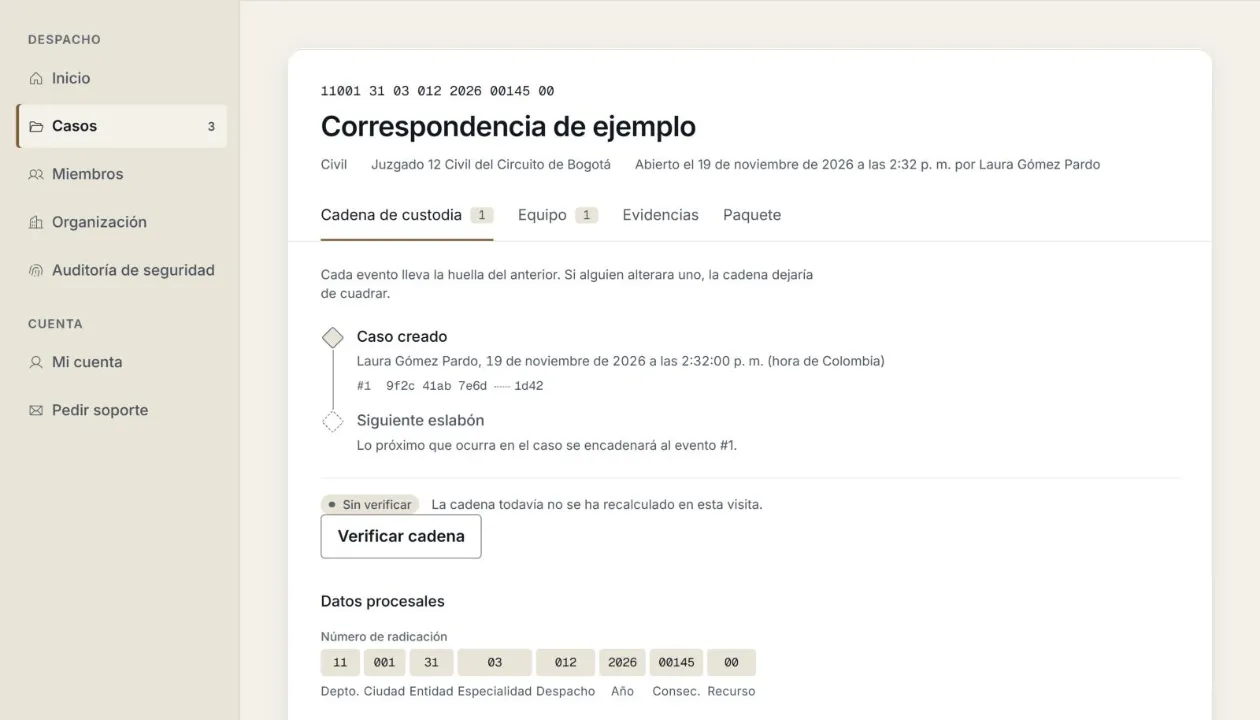 DESPACHO
Inicio
Casos 3
Miembros
Organización
Auditoría de seguridad
CUENTA
Mi cuenta
Pedir soporte
11001 31 03 012 2026 00145 00
Correspondencia de ejemplo
Civil Juzgado 12 Civil del Circuito de Bogotá Abierto el 19 de noviembre de 2026 a las 2:32 p. m. por Laura Gómez Pardo
Cadena de custodia 1 Equipo 1 Evidencias Paquete
Cada evento lleva la huella del anterior. Si alguien alterara uno, la cadena dejaría
de cuadrar.
Caso creado
Laura Gómez Pardo, 19 de noviembre de 2026 a las 2:32:00 p. m. (hora de Colombia)
#1 9f2c 41ab 7e6d ······ 1d42
Siguiente eslabón
Lo próximo que ocurra en el caso se encadenará al evento #1.
Sin verificar La cadena todavía no se ha recalculado en esta visita.
Verificar cadena
Datos procesales
Número de radicación
11 001 31 03 012 2026 00145 00
Depto. Ciudad Entidad Especialidad Despacho Año Consec. Recurso